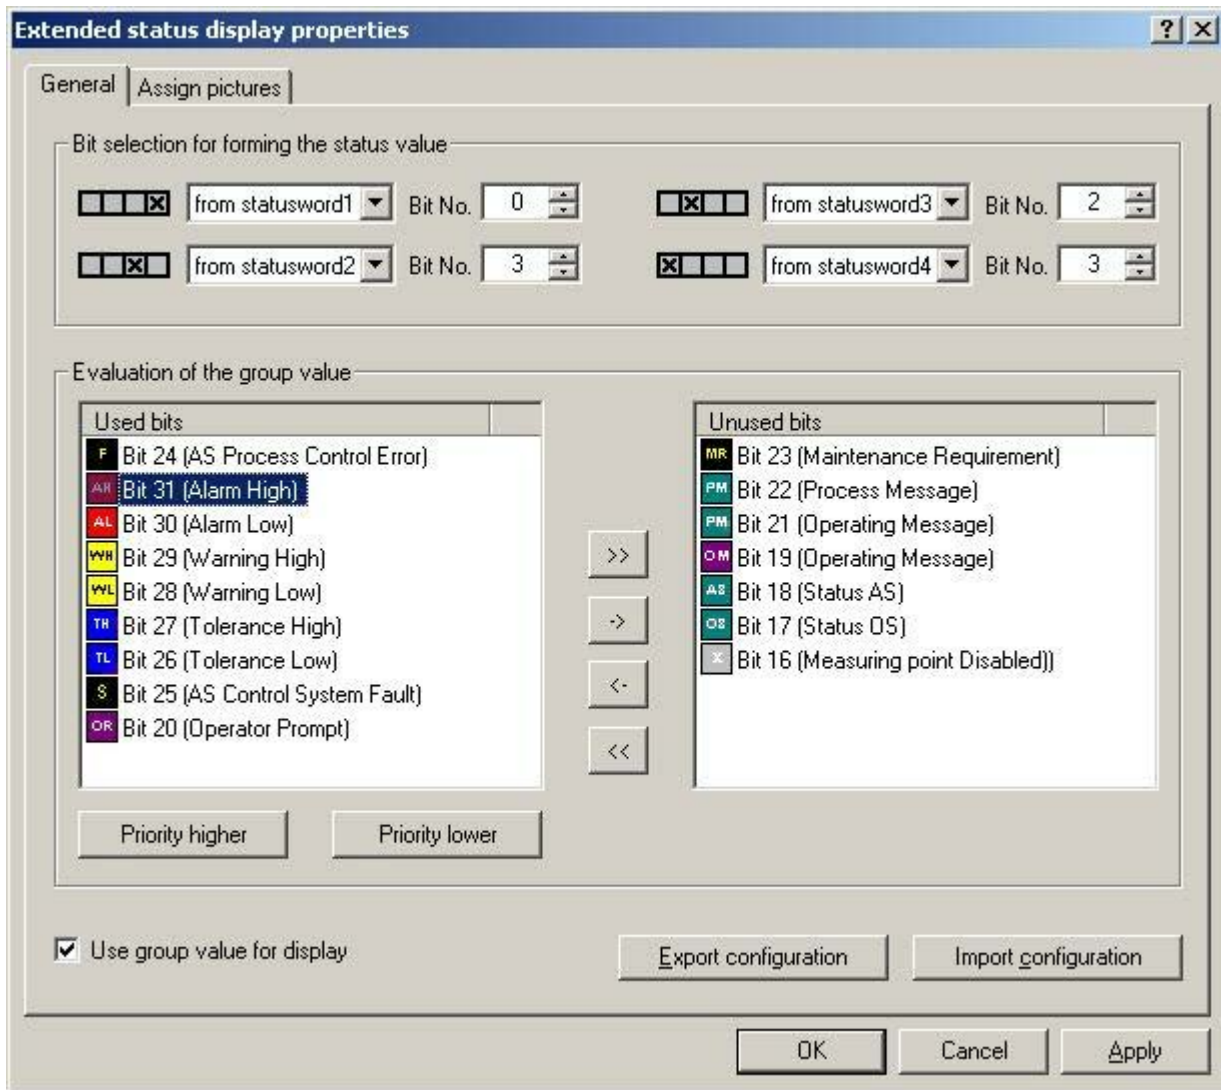 Extended status display properties
General Assign pictures
Bit selection for forming the status value
from statusword1 Bit No. 0 from statusword3 Bit No. 2
from statusword2 Bit No. 3 from statusword4 Bit No. 3
Evaluation of the group value
Used bits
F Bit 24 (AS Process Control Error)
AH Bit 31 (Alarm High)
AL Bit 30 (Alarm Low)
WH Bit 29 (Warning High)
WL Bit 28 (Warning Low)
TH Bit 27 (Tolerance High)
TL Bit 26 (Tolerance Low)
S Bit 25 (AS Control System Fault)
OR Bit 20 (Operator Prompt)
>>
->
<-
<<
Unused bits
MR Bit 23 (Maintenance Requirement)
PM Bit 22 (Process Message)
PM Bit 21 (Operating Message)
OM Bit 19 (Operating Message)
AS Bit 18 (Status AS)
OS Bit 17 (Status OS)
X Bit 16 (Measuring point Disabled))
Priority higher Priority lower
Use group value for display
Export configuration Import configuration
OK Cancel Apply